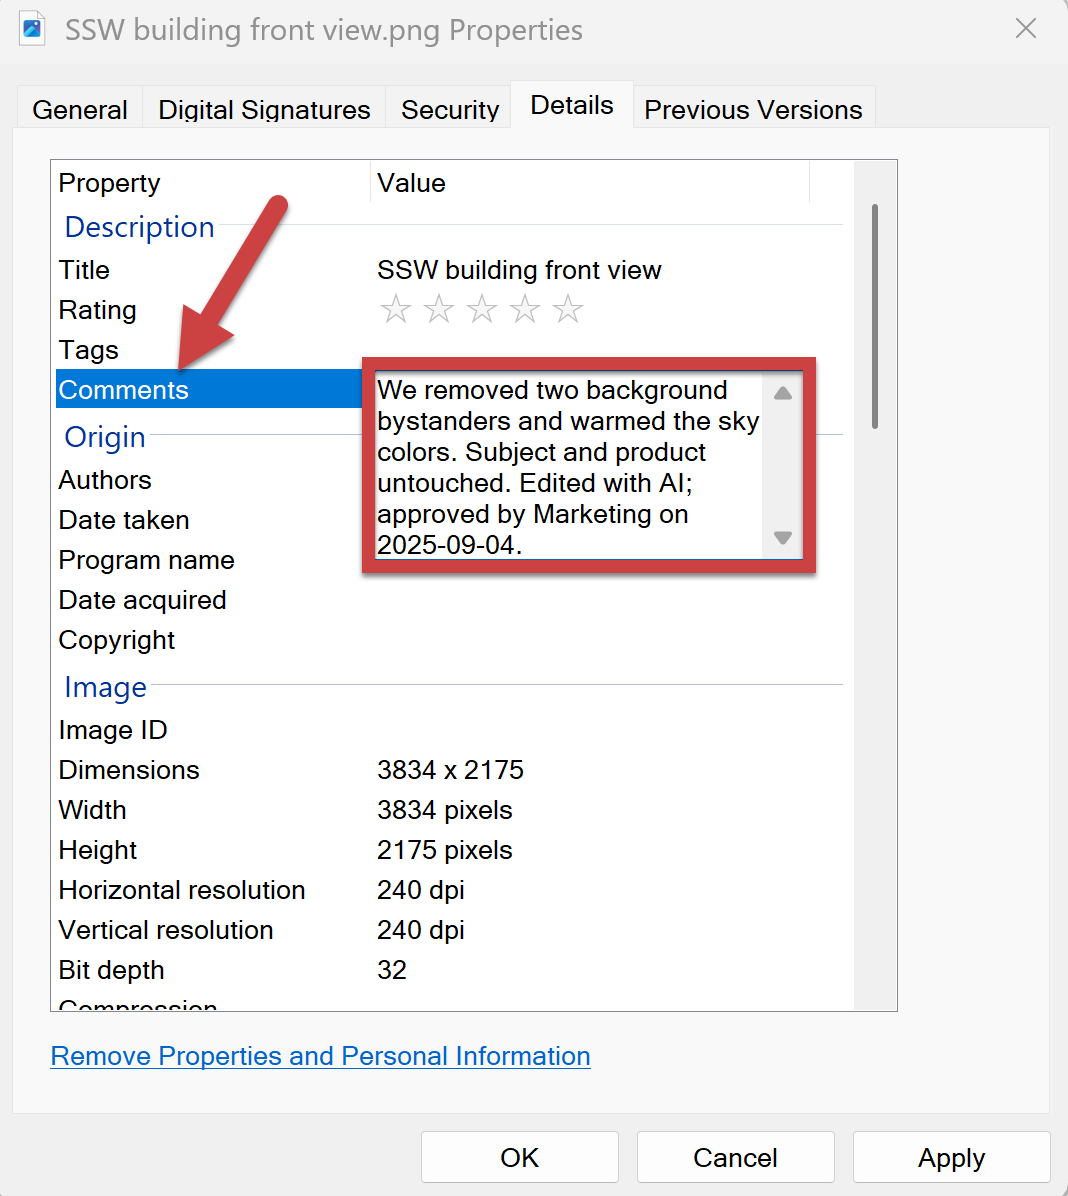 SSW building front view.png Properties
General Digital Signatures Security Details Previous Versions
Property Value
Description
Title SSW building front view
Rating
Tags
Comments We removed two background
bystanders and warmed the sky
colors. Subject and product
untouched. Edited with AI;
approved by Marketing on
2025-09-04.
Origin
Authors
Date taken
Program name
Date acquired
Copyright
Image
Image ID
Dimensions 3834 x 2175
Width 3834 pixels
Height 2175 pixels
Horizontal resolution 240 dpi
Vertical resolution 240 dpi
Bit depth 32
Compression
Remove Properties and Personal Information
OK Cancel Apply